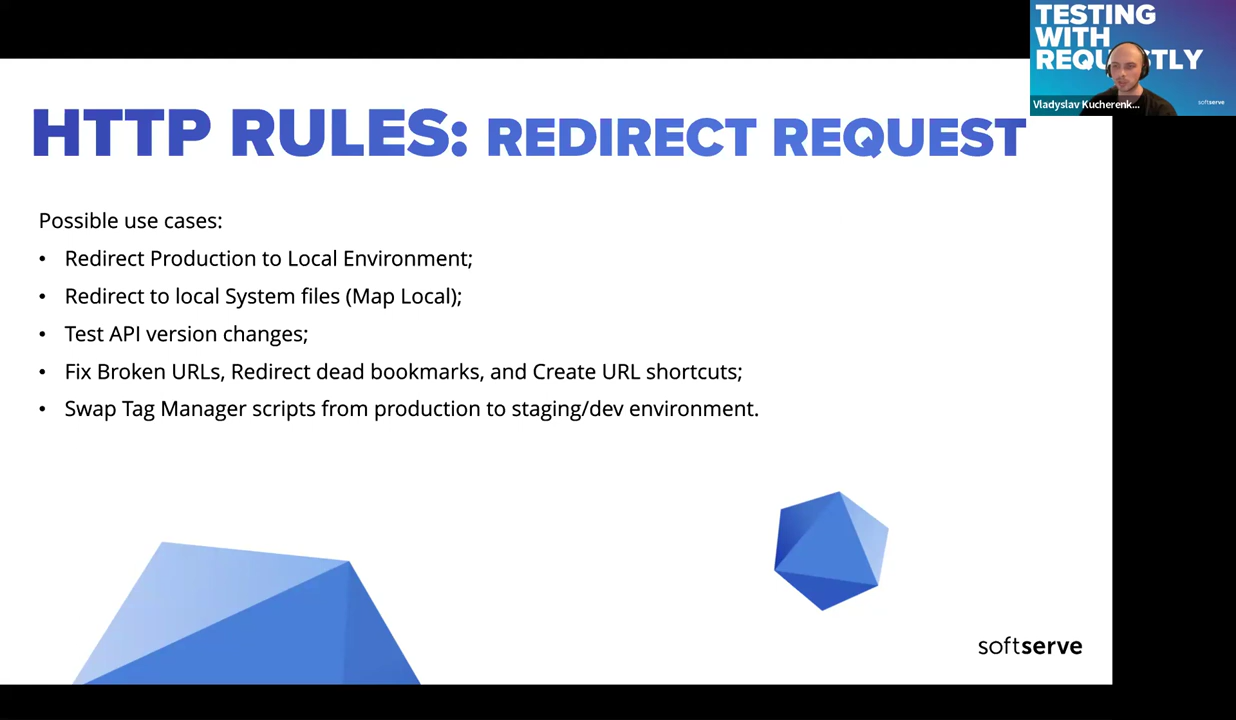 TESTING
WITH
REQU TLY
Vladyslav Kucherenk...
softserve
HTTP RULES: REDIRECT REQUEST
Possible use cases:
• Redirect Production to Local Environment;
• Redirect to local System files (Map Local);
• Test API version changes;
• Fix Broken URLs, Redirect dead bookmarks, and Create URL shortcuts;
• Swap Tag Manager scripts from production to staging/dev environment.
softserve